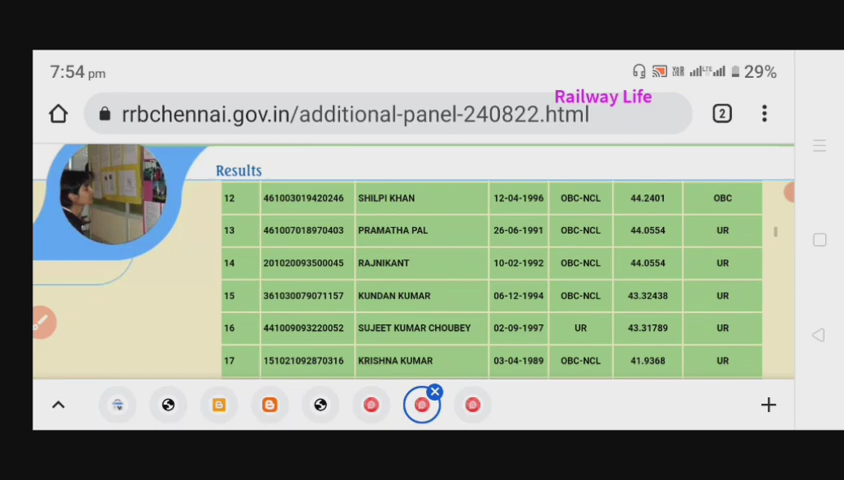 7:54 pm
29%
Railway Life
rrbchennai.gov.in/additional-panel-240822.html
2
Results
12 461003019420246 SHILPI KHAN 12-04-1996 OBC-NCL 44.2401 OBC
13 461007018970403 PRAMATHA PAL 26-06-1991 OBC-NCL 44.0554 UR
14 201020093500045 RAJNIKANT 10-02-1992 OBC-NCL 44.0554 UR
15 361030079071157 KUNDAN KUMAR 06-12-1994 OBC-NCL 43.32438 UR
16 441009093220052 SUJEET KUMAR CHOUBEY 02-09-1997 UR 43.31789 UR
17 151021092870316 KRISHNA KUMAR 03-04-1989 OBC-NCL 41.9368 UR